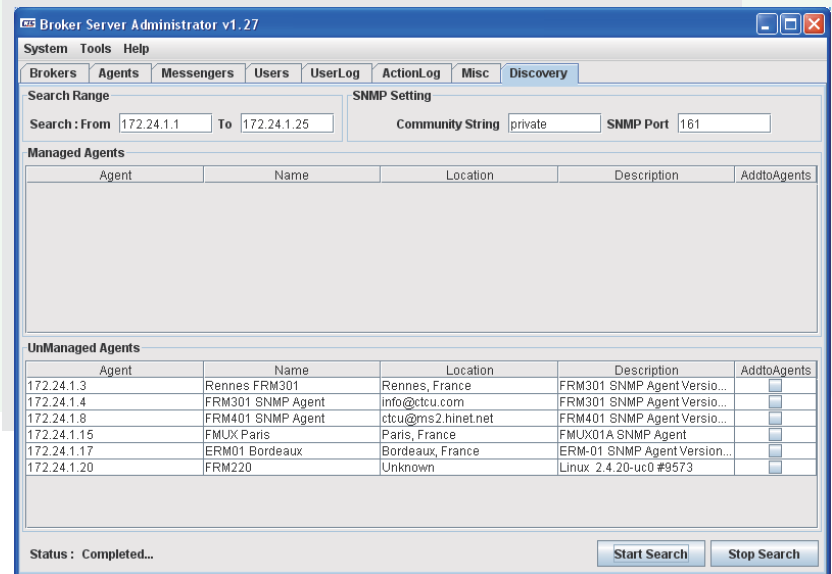 CTS Broker Server Administrator v1.27
System Tools Help
Brokers Agents Messengers Users UserLog ActionLog Misc Discovery
Search Range SNMP Setting
Search : From 172.24.1.1 To 172.24.1.25 Community String private SNMP Port 161
Managed Agents
Agent Name Location Description AddtoAgents
UnManaged Agents
Agent Name Location Description AddtoAgents
172.24.1.3 Rennes FRM301 Rennes, France FRM301 SNMP Agent Versio...
172.24.1.4 FRM301 SNMP Agent info@ctcu.com FRM301 SNMP Agent Versio...
172.24.1.8 FRM401 SNMP Agent ctcu@ms2.hinet.net FRM401 SNMP Agent Versio...
172.24.1.15 FMUX Paris Paris, France FMUX01A SNMP Agent
172.24.1.17 ERM01 Bordeaux Bordeaux, France ERM-01 SNMP Agent Version...
172.24.1.20 FRM220 Unknown Linux 2.4.20-uc0 #9573
Status : Completed... Start Search Stop Search